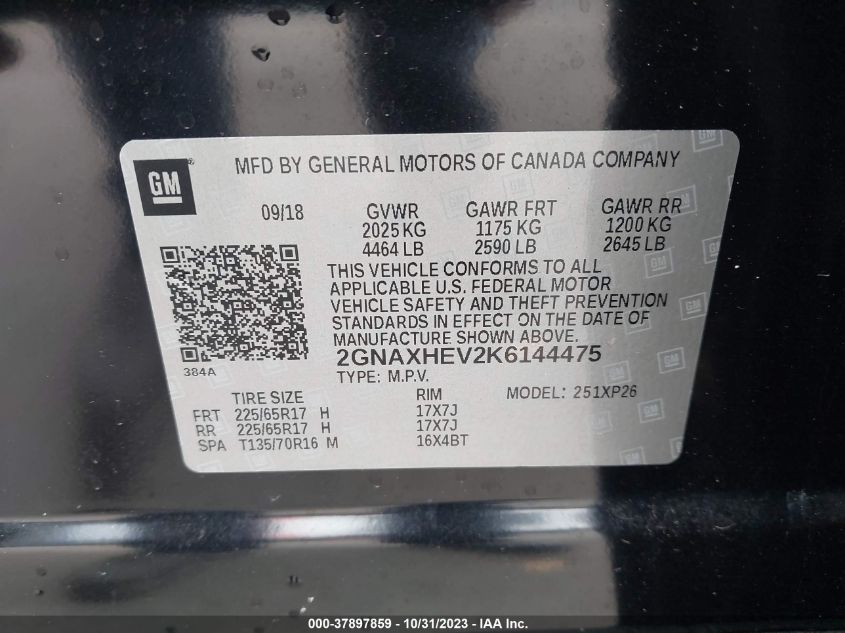 GM
®
MFD BY GENERAL MOTORS OF CANADA COMPANY
09/18 GVWR GAWR FRT GAWR RR
2025 KG 1175 KG 1200 KG
4464 LB 2590 LB 2645 LB
THIS VEHICLE CONFORMS TO ALL
APPLICABLE U.S. FEDERAL MOTOR
VEHICLE SAFETY AND THEFT PREVENTION
STANDARDS IN EFFECT ON THE DATE OF
MANUFACTURE SHOWN ABOVE.
384A
2GNAXHEV2K6144475
TYPE: M.P.V. MODEL: 251XP26
TIRE SIZE RIM
FRT 225/65R17 H 17X7J
RR 225/65R17 H 17X7J
SPA T135/70R16 M 16X4BT
000-37897859 - 10/31/2023 - IAA Inc.